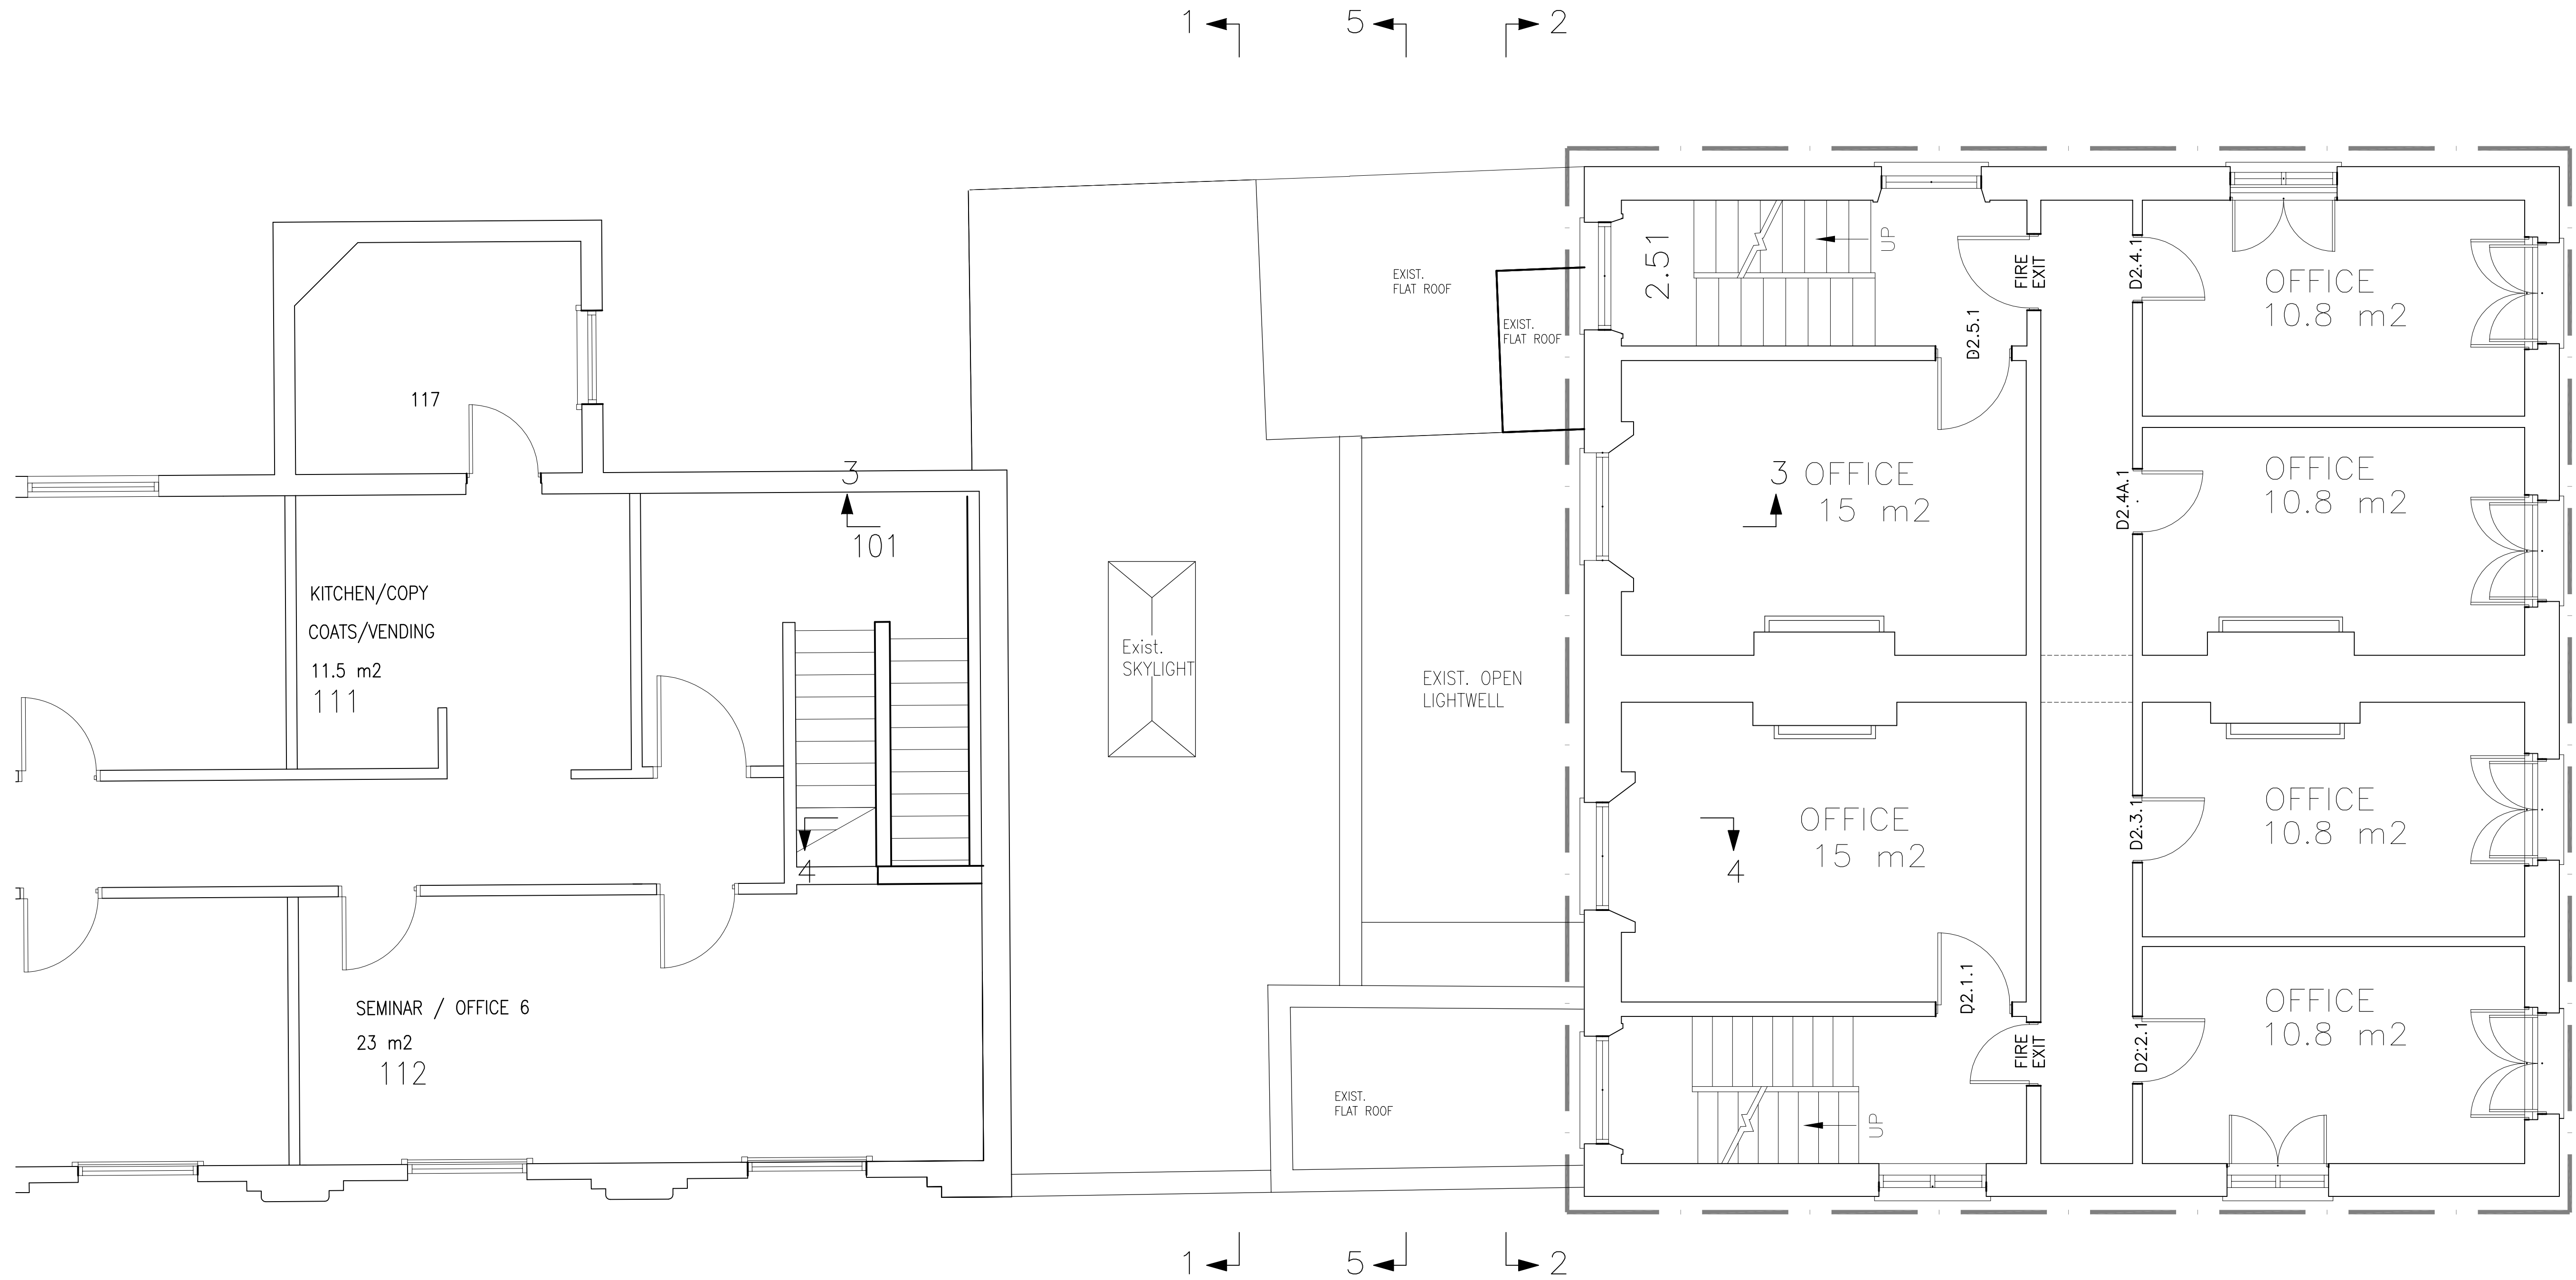 1
5
2
2.51
UP
FIRE
EXIT
D2.4.1
OFFICE
10.8 m2
EXIST.
FLAT ROOF
EXIST.
FLAT ROOF
D2.5.1
117
3
101
3
OFFICE
15 m2
D2.4A.1
OFFICE
10.8 m2
KITCHEN/COPY
COATS/VENDING
11.5 m2
111
Exist.
SKYLIGHT
EXIST. OPEN
LIGHTWELL
4
OFFICE
15 m2
4
D2.3.1
OFFICE
10.8 m2
SEMINAR / OFFICE 6
23 m2
112
D2.1.1
FIRE
EXIT
D2.2.1
OFFICE
10.8 m2
EXIST.
FLAT ROOF
UP
1
5
2